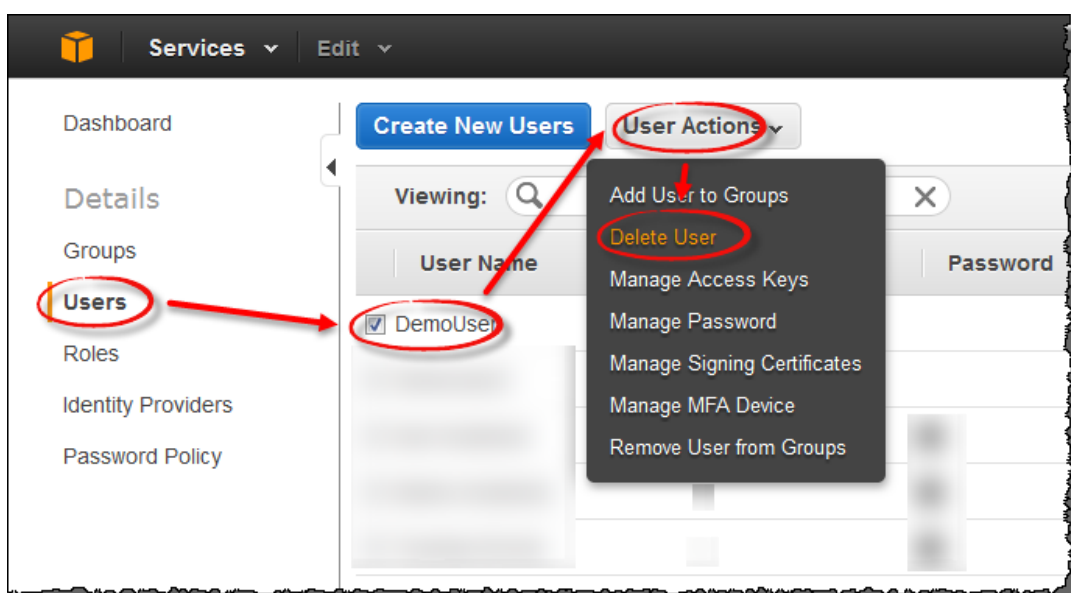 Services Edit
Dashboard
Create New Users User Actions
Details
Viewing:
Add User to Groups
Groups
User Name
Delete User
Password
Users
Manage Access Keys
DemoUser
Manage Password
Roles
Manage Signing Certificates
Identity Providers
Manage MFA Device
Password Policy
Remove User from Groups